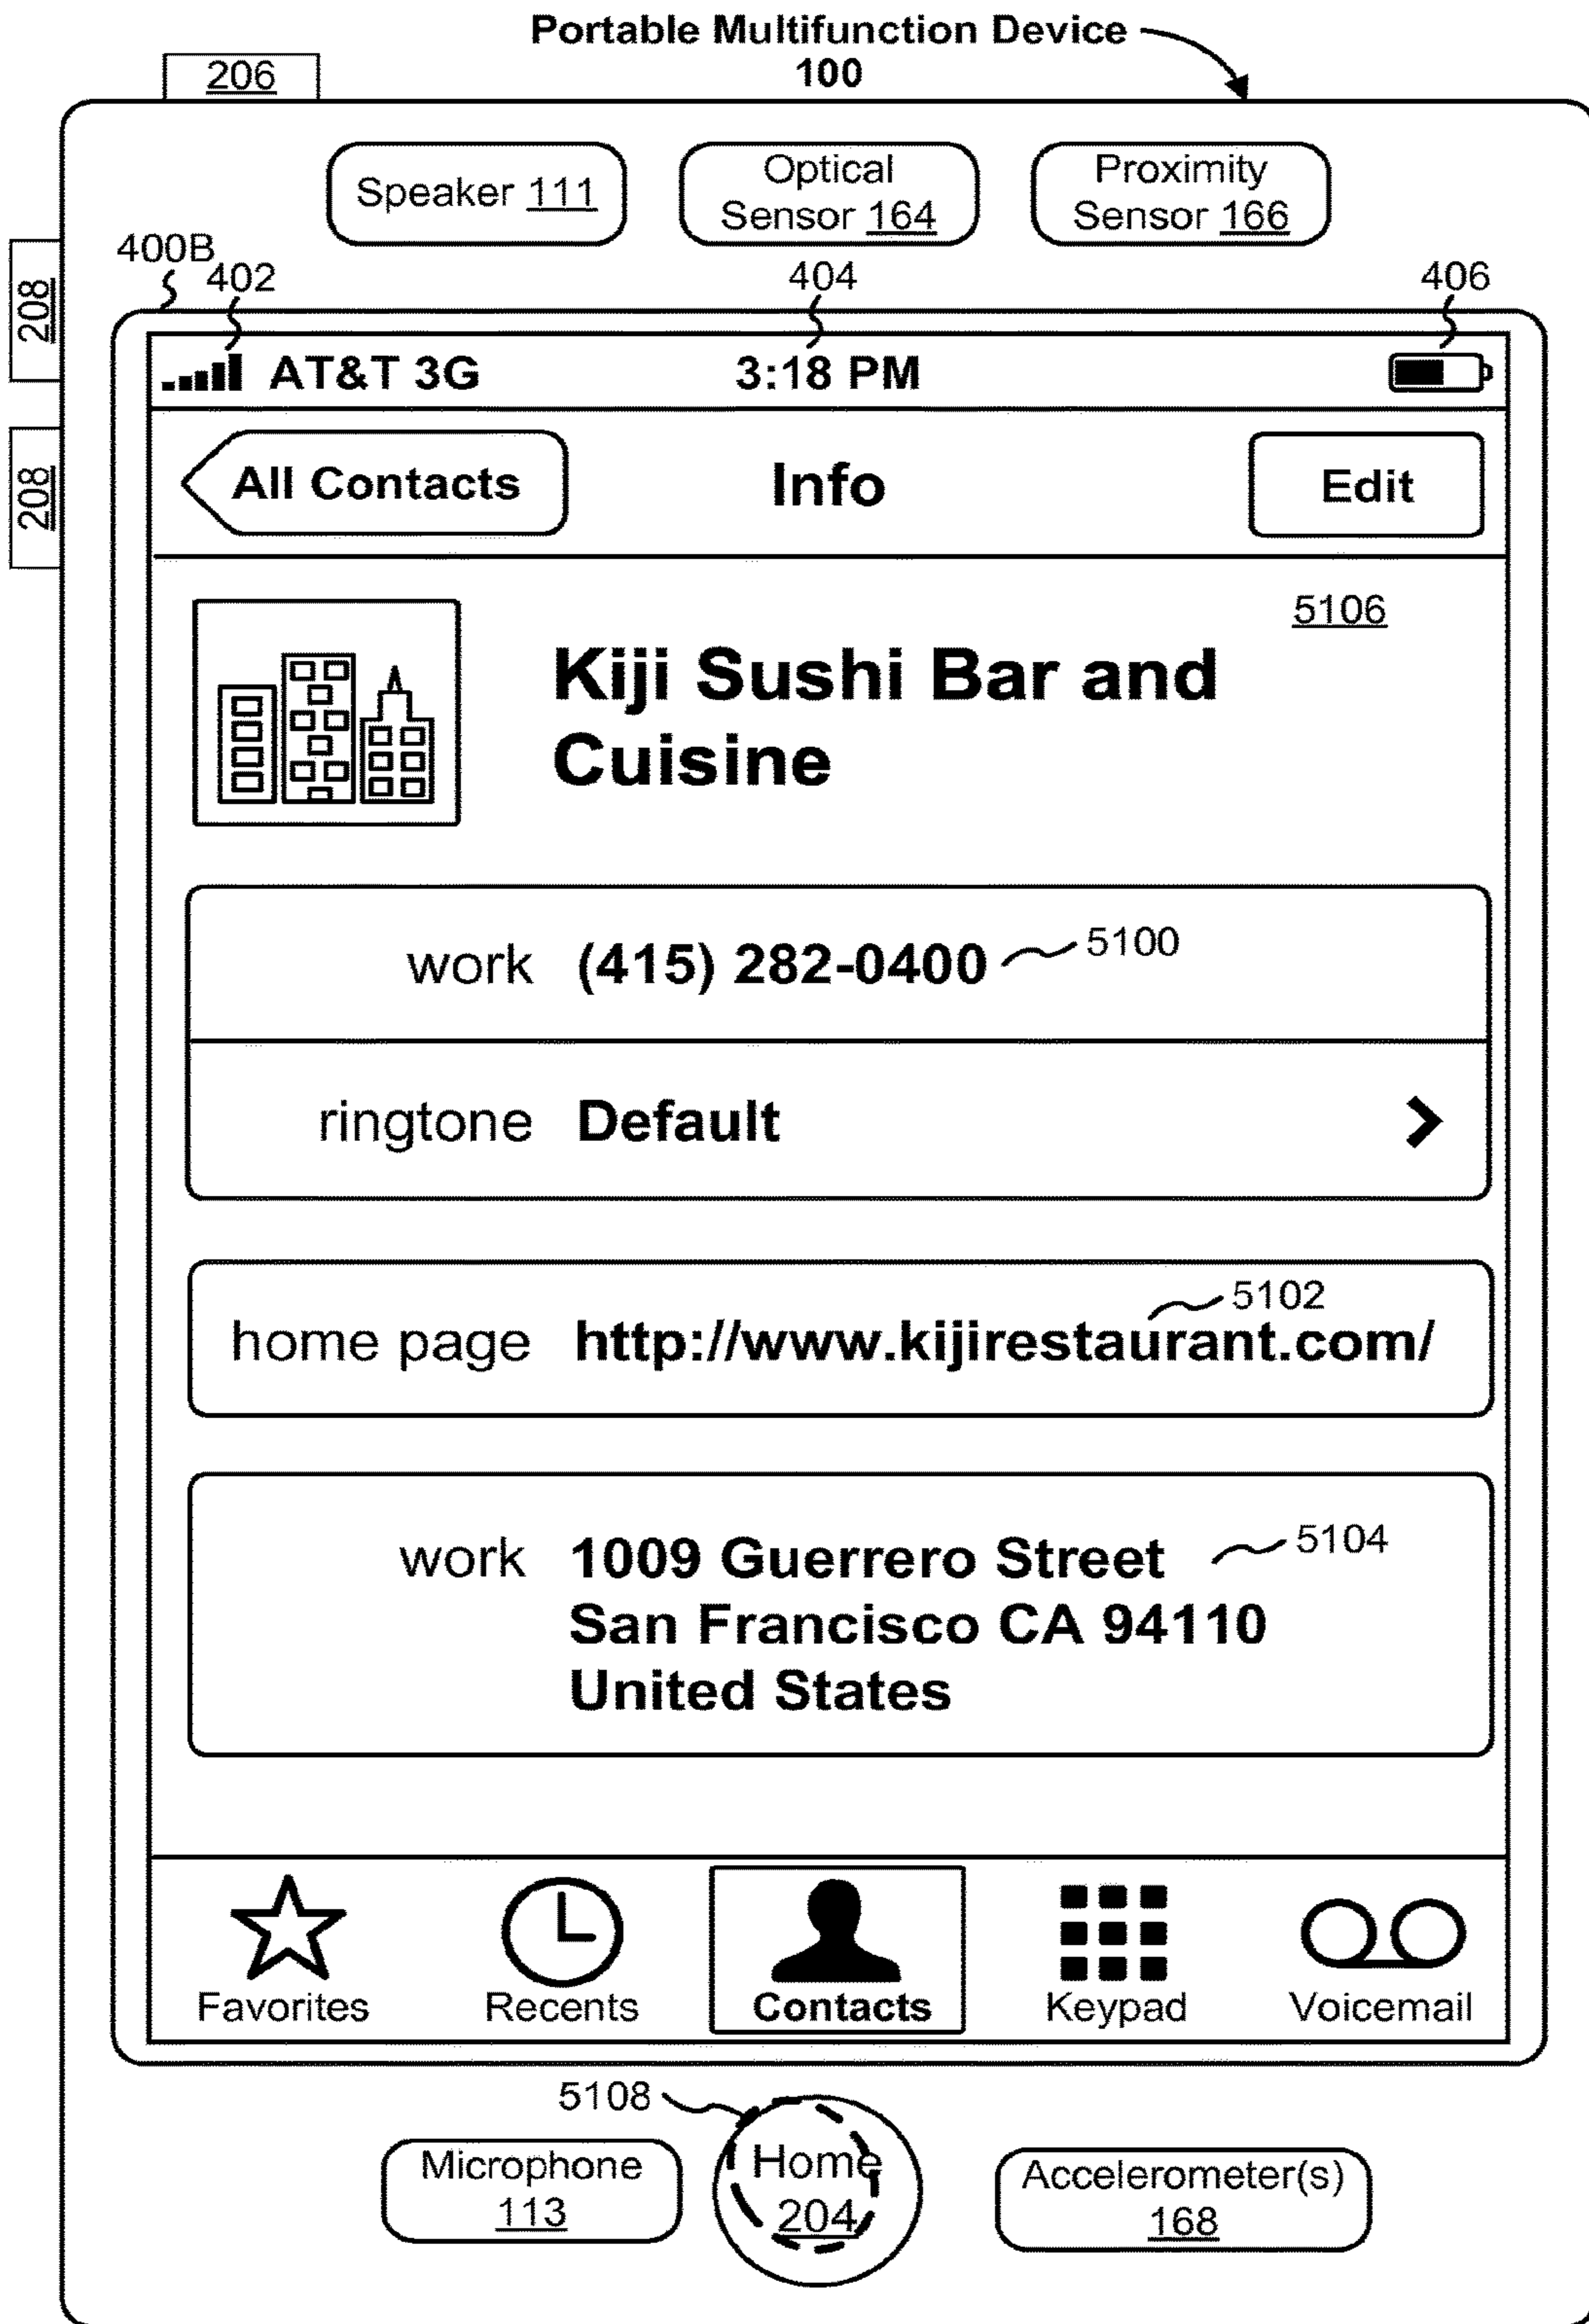 Portable Multifunction Device
100
206
Speaker 111
Optical
Sensor 164
Proximity
Sensor 166
208
208
400B
402
404
406
AT&T 3G
3:18 PM
All Contacts
Info
Edit
5106
Kiji Sushi Bar and
Cuisine
work (415) 282-0400
5100
ringtone Default
5102
home page http://www.kijirestaurant.com/
work 1009 Guerrero Street
5104
San Francisco CA 94110
United States
Favorites
Recents
Contacts
Keypad
Voicemail
5108
Microphone
113
Home
204
Accelerometer(s)
168